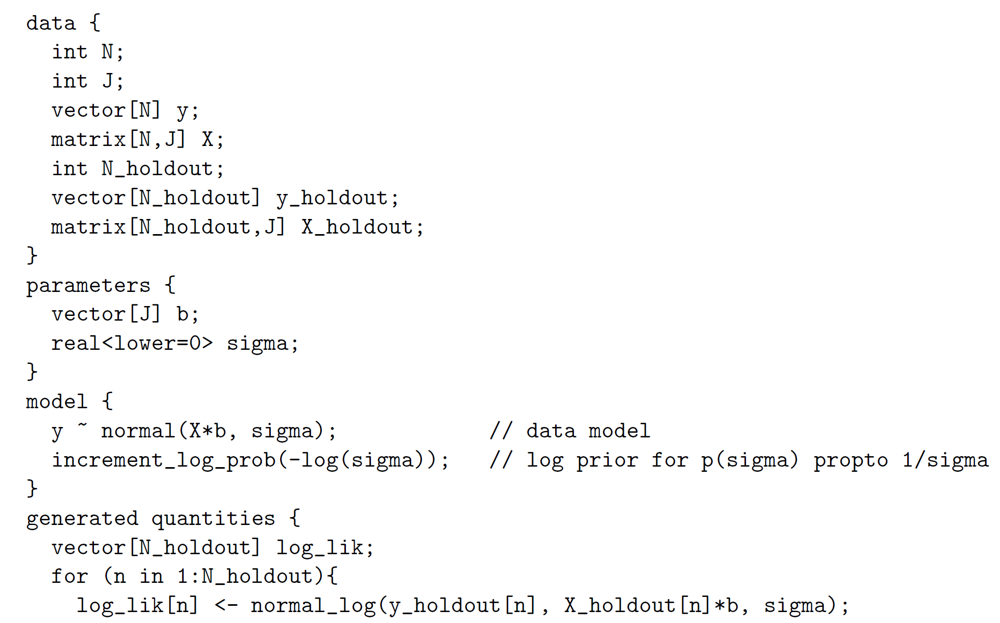 data {
  int N;
  int J;
  vector[N] y;
  matrix[N,J] X;
  int N_holdout;
  vector[N_holdout] y_holdout;
  matrix[N_holdout,J] X_holdout;
}
parameters {
  vector[J] b;
  real<lower=0> sigma;
}
model {
  y ~ normal(X*b, sigma);            // data model
  increment_log_prob(-log(sigma));   // log prior for p(sigma) propto 1/sigma
}
generated quantities {
  vector[N_holdout] log_lik;
  for (n in 1:N_holdout){
    log_lik[n] <- normal_log(y_holdout[n], X_holdout[n]*b, sigma);